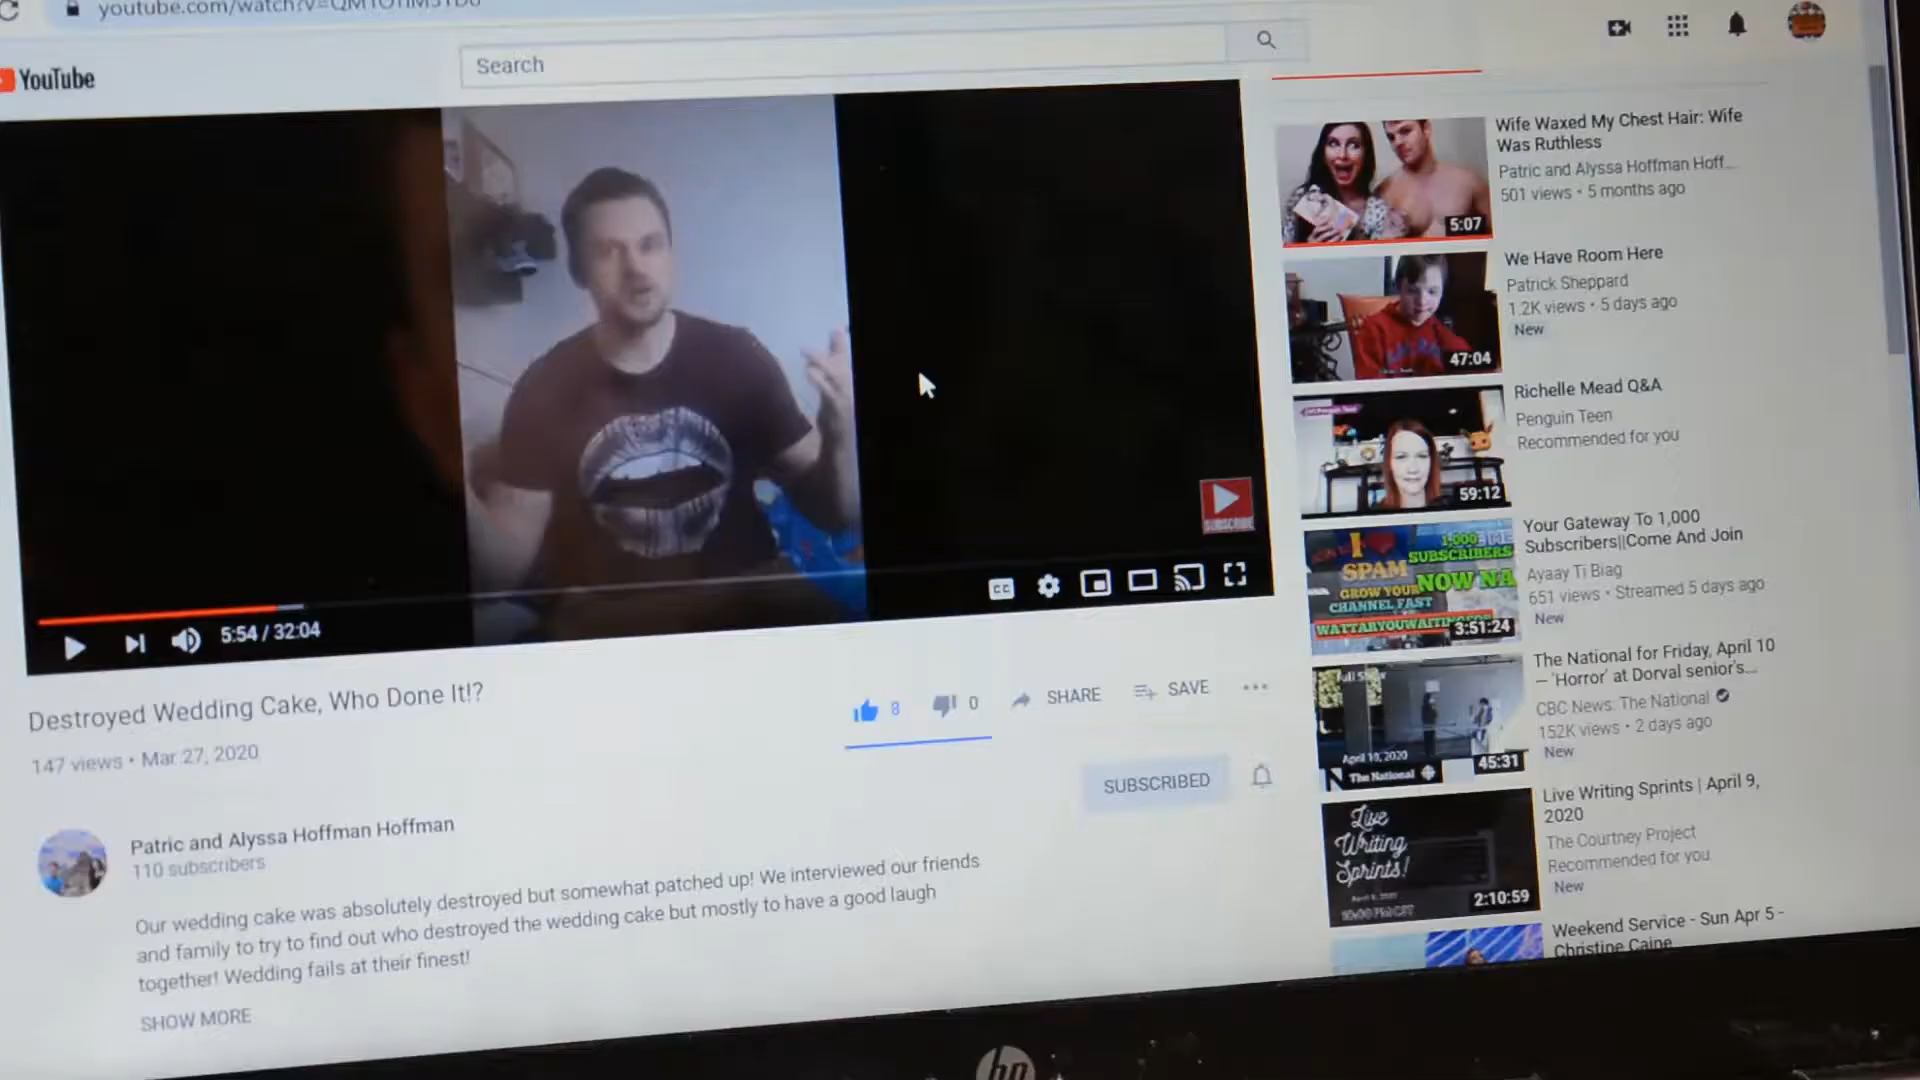 YouTube
Search
SUBSCRIBE
5:54 / 32:04
Destroyed Wedding Cake, Who Done It!?
147 views • Mar 27, 2020
8
0
SHARE
SAVE
SUBSCRIBED
Patric and Alyssa Hoffman Hoffman
110 subscribers
Our wedding cake was absolutely destroyed but somewhat patched up! We interviewed our friends
and family to try to find out who destroyed the wedding cake but mostly to have a good laugh
together! Wedding fails at their finest!
SHOW MORE
Wife Waxed My Chest Hair: Wife
Was Ruthless
Patric and Alyssa Hoffman Hoff...
501 views • 5 months ago
5:07
We Have Room Here
Patrick Sheppard
1.2K views • 5 days ago
New
47:04
Richelle Mead Q&A
Penguin Teen
Recommended for you
59:12
Your Gateway To 1,000
Subscribers||Come And Join
Ayaay Ti Biag
651 views • Streamed 5 days ago
New
I
1,000
SUBSCRIBERS
SPAM
NOW NA
GROW YOUR
CHANNEL FAST
3:51:24
The National for Friday, April 10
— 'Horror' at Dorval senior's...
CBC News: The National
152K views • 2 days ago
New
April 10, 2020
The National
45:31
Live Writing Sprints | April 9,
2020
The Courtney Project
Recommended for you
New
Live
Writing
Sprints!
2:10:59
Weekend Service - Sun Apr 5 -
Christine Caine
hp